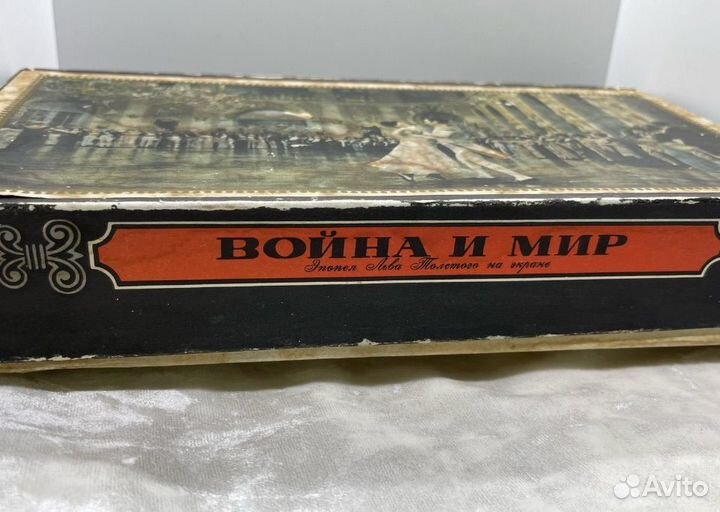 ВОЙНА И МИР
Эпопея Льва Толстого на экране
Avito